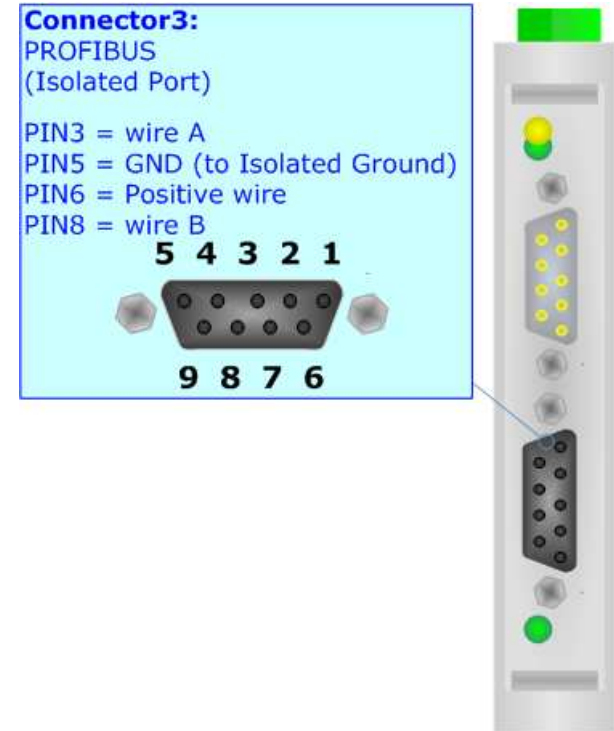 Connector3:
PROFIBUS
(Isolated Port)
PIN3 = wire A
PIN5 = GND (to Isolated Ground)
PIN6 = Positive wire
PIN8 = wire B
5 4 3 2 1
9 8 7 6